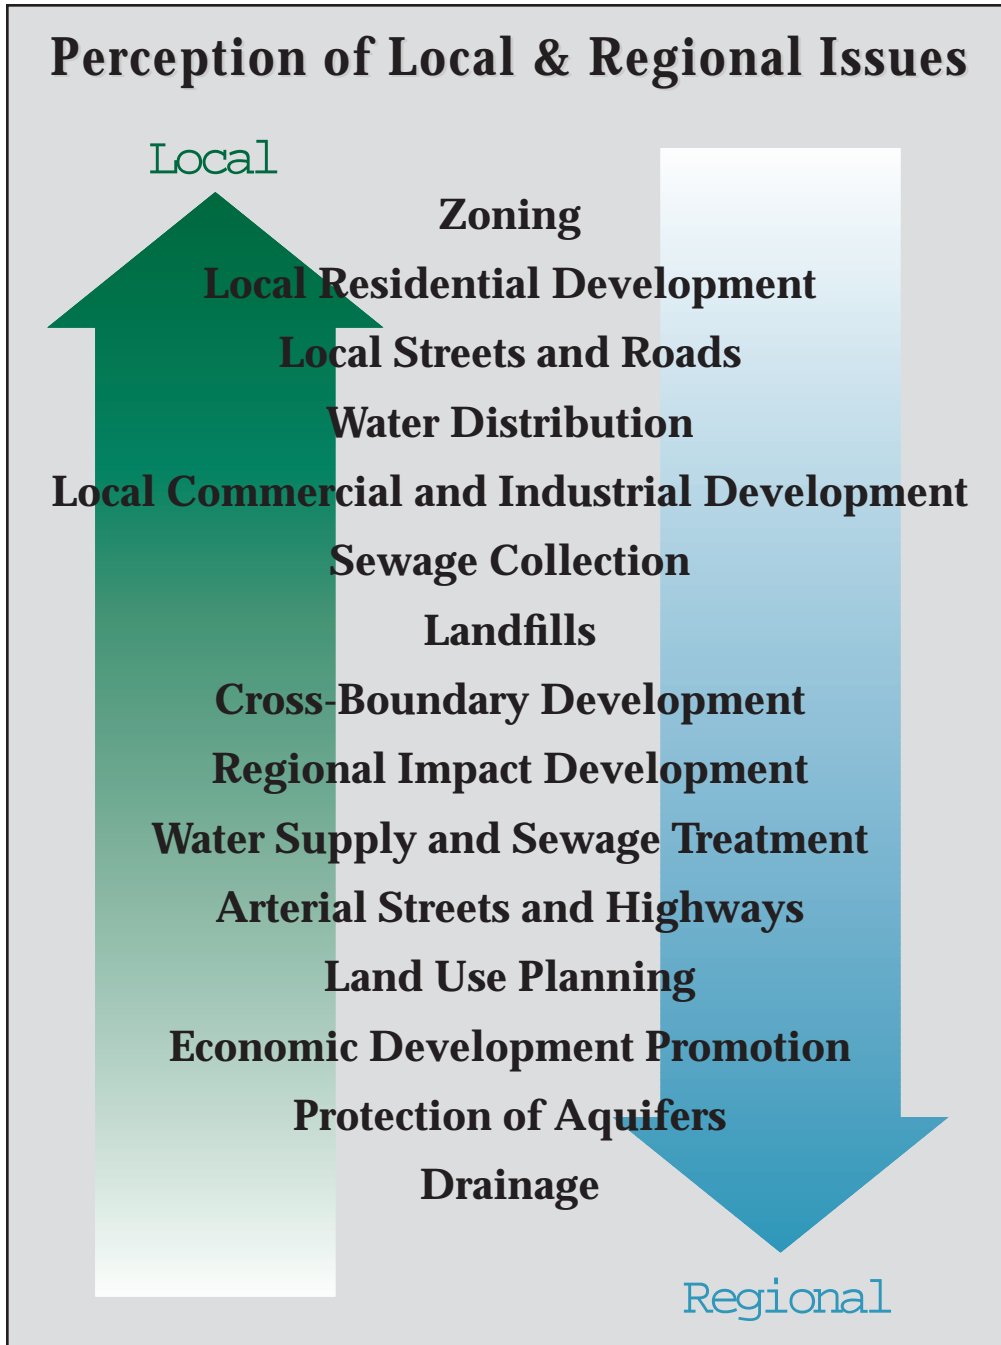 Perception of Local & Regional Issues
Local
Zoning
Local Residential Development
Local Streets and Roads
Water Distribution
Local Commercial and Industrial Development
Sewage Collection
Landfills
Cross-Boundary Development
Regional Impact Development
Water Supply and Sewage Treatment
Arterial Streets and Highways
Land Use Planning
Economic Development Promotion
Protection of Aquifers
Drainage
Regional